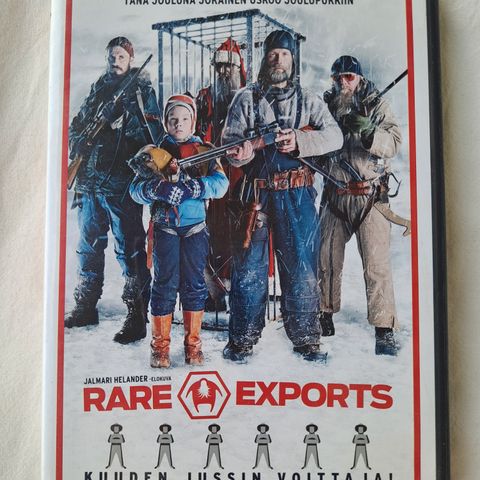 TÄNÄ JOULUNA JOKAINEN USKOO JOULUPUKKIIN
JALMARI HELANDER -ELOKUVA
RARE EXPORTS
KUUDEN JUSSIN VOITTAJA!